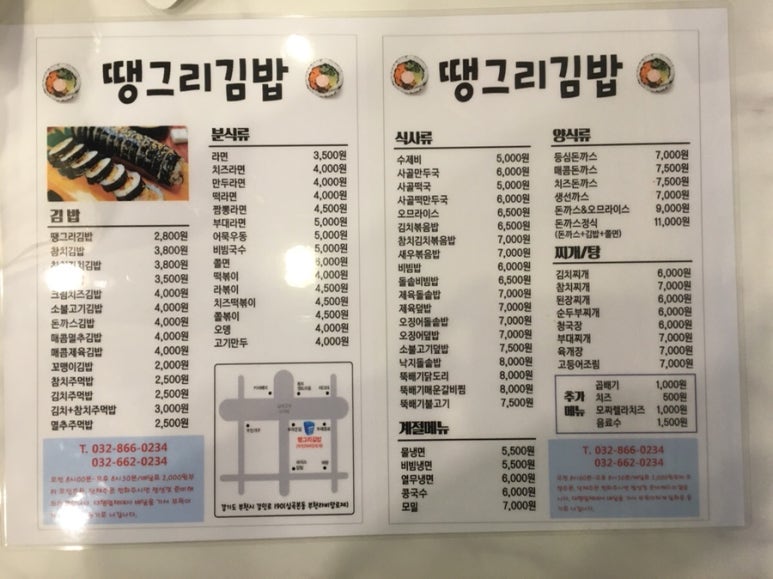 땡그리김밥
김밥
땡그리김밥 2,800원
참치김밥 3,800원
김밥 3,800원
3,500원
크림치즈김밥 4,000원
소불고기김밥 4,000원
돈까스김밥 4,000원
매콤멸추김밥 4,000원
매콤제육김밥 4,000원
꼬맹이김밥 2,000원
참치주먹밥 2,500원
김치주먹밥 2,500원
김치+참치주먹밥 3,000원
멸추주먹밥 2,500원
T. 032-866-0234
032-662-0234
분식류
라면 3,500원
치즈라면 4,000원
만두라면 4,000원
떡라면 4,000원
짬뽕라면 4,500원
부대라면 5,000원
어묵우동 5,000원
비빔국수 5,000원
쫄면 6,000원
떡볶이 4,000원
라볶이 4,500원
치즈떡볶이 4,500원
쫄볶이 4,500원
오뎅 4,000원
고기만두 4,000원
땡그리김밥
땡그리김밥
식사류
수제비 5,000원
사골만두국 6,000원
사골떡국 5,000원
사골떡만두국 6,000원
오므라이스 6,500원
김치볶음밥 6,500원
참치김치볶음밥 7,000원
새우볶음밥 7,000원
비빔밥 6,000원
돌솥비빔밥 6,500원
제육돌솥밥 7,000원
제육덮밥 7,000원
오징어돌솥밥 7,000원
오징어덮밥 7,000원
소불고기덮밥 7,500원
낙지돌솥밥 8,000원
뚝배기닭도리 8,000원
뚝배기매운갈비찜 8,000원
뚝배기불고기 7,500원
계절메뉴
물냉면 5,500원
비빔냉면 5,500원
열무냉면 6,000원
콩국수 6,000원
모밀 7,000원
양식류
등심돈까스 7,000원
매콤돈까스 7,500원
치즈돈까스 7,500원
생선까스 7,000원
돈까스&오므라이스 9,000원
돈까스정식 11,000원
(돈까스+김밥+쫄면)
찌개/탕
김치찌개 6,000원
참치찌개 7,000원
된장찌개 6,000원
순두부찌개 6,000원
청국장 6,000원
부대찌개 7,000원
육개장 7,000원
고등어조림 7,000원
추가메뉴
곱배기 1,000원
치즈 500원
모짜렐라치즈 1,000원
음료수 1,500원
T. 032-866-0234
032-662-0234